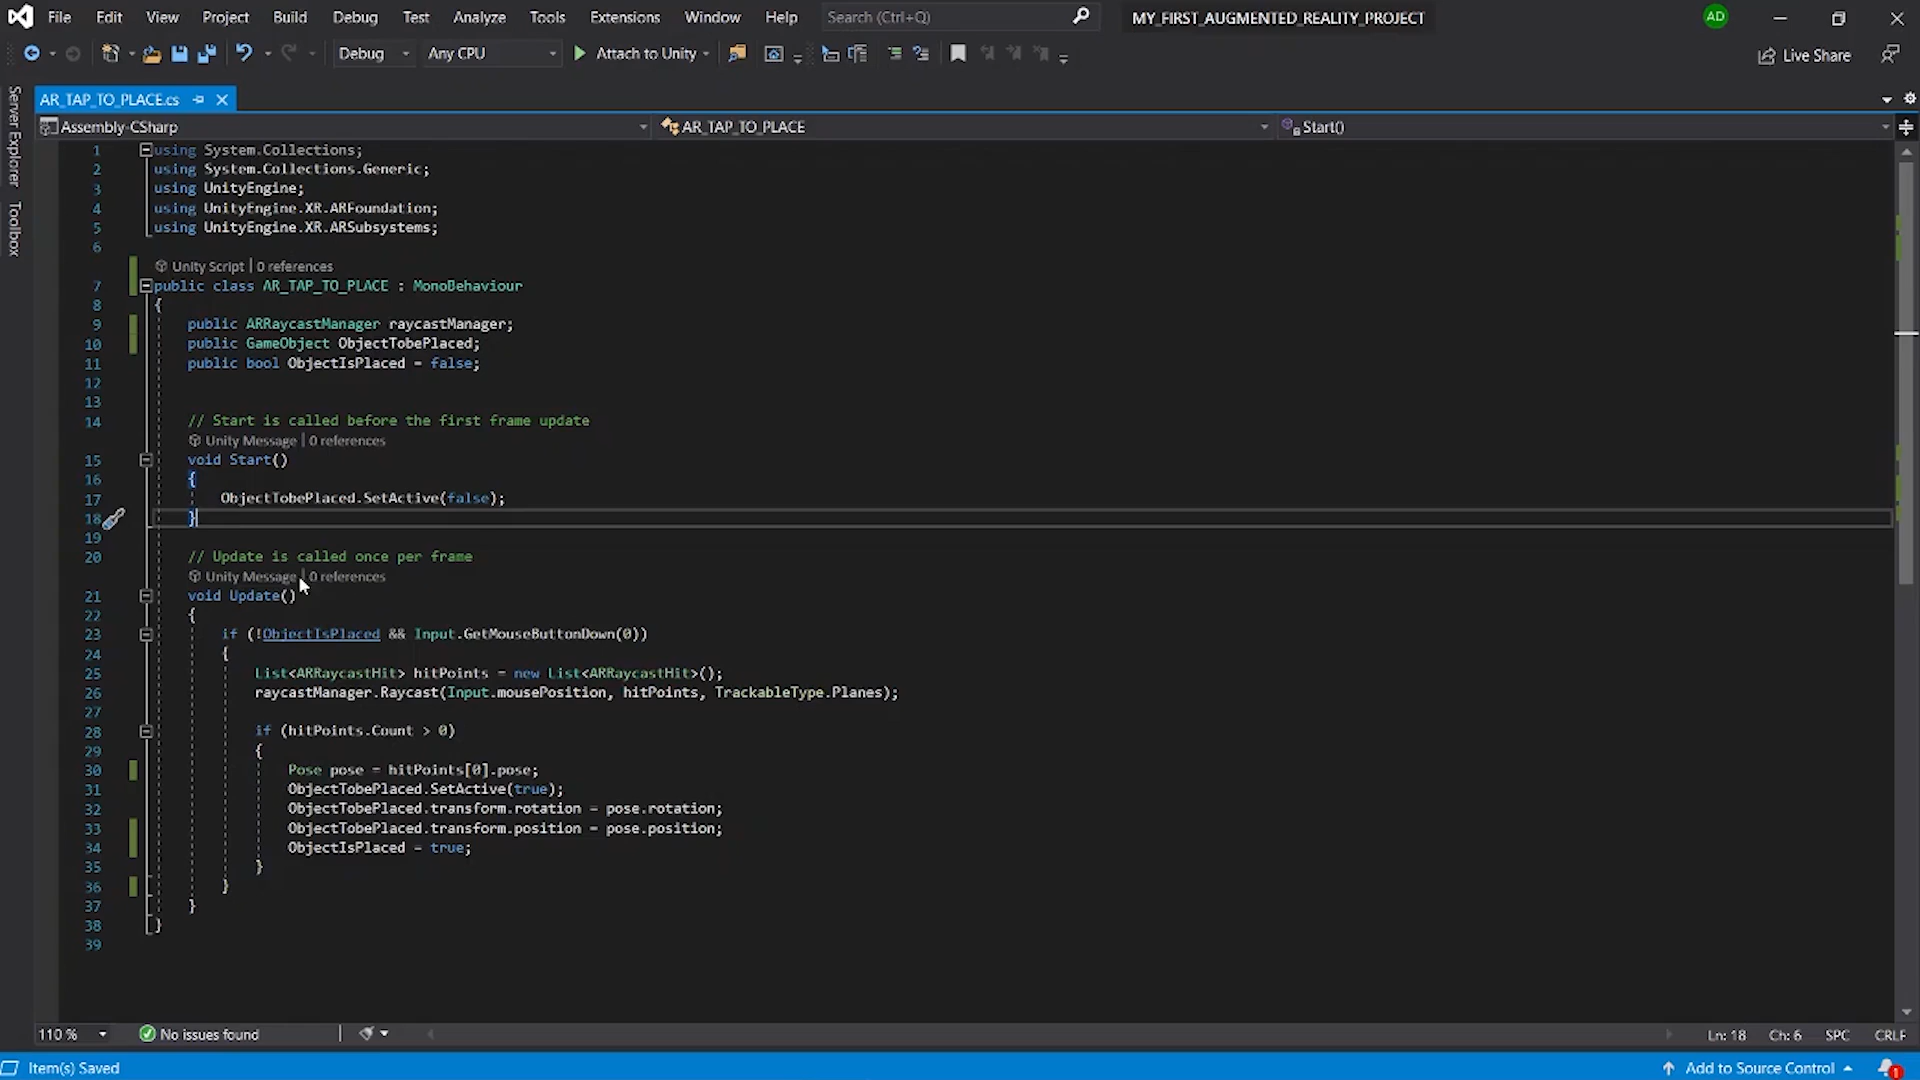 File Edit View Project Build Debug Test Analyze Tools Extensions Window Help Search (Ctrl+Q) MY_FIRST_AUGMENTED_REALITY_PROJECT AD
Debug Any CPU Attach to Unity Live Share
AR_TAP_TO_PLACE.cs
Assembly-CSharp AR_TAP_TO_PLACE Start()
Server Explorer
Toolbox
1 using System.Collections;
2 using System.Collections.Generic;
3 using UnityEngine;
4 using UnityEngine.XR.ARFoundation;
5 using UnityEngine.XR.ARSubsystems;
6
Unity Script | 0 references
7 public class AR_TAP_TO_PLACE : MonoBehaviour
8 {
9 public ARRaycastManager raycastManager;
10 public GameObject ObjectTobePlaced;
11 public bool ObjectIsPlaced = false;
12
13
14 // Start is called before the first frame update
Unity Message | 0 references
15 void Start()
16 {
17 ObjectTobePlaced.SetActive(false);
18 }
19
20 // Update is called once per frame
Unity Message | 0 references
21 void Update()
22 {
23 if (!ObjectIsPlaced && Input.GetMouseButtonDown(0))
24 {
25 List<ARRaycastHit> hitPoints = new List<ARRaycastHit>();
26 raycastManager.Raycast(Input.mousePosition, hitPoints, TrackableType.Planes);
27
28 if (hitPoints.Count > 0)
29 {
30 Pose pose = hitPoints[0].pose;
31 ObjectTobePlaced.SetActive(true);
32 ObjectTobePlaced.transform.rotation = pose.rotation;
33 ObjectTobePlaced.transform.position = pose.position;
34 ObjectIsPlaced = true;
35 }
36 }
37 }
38 }
39
110 % No issues found Ln: 18 Ch: 6 SPC CRLF
Item(s) Saved Add to Source Control 1